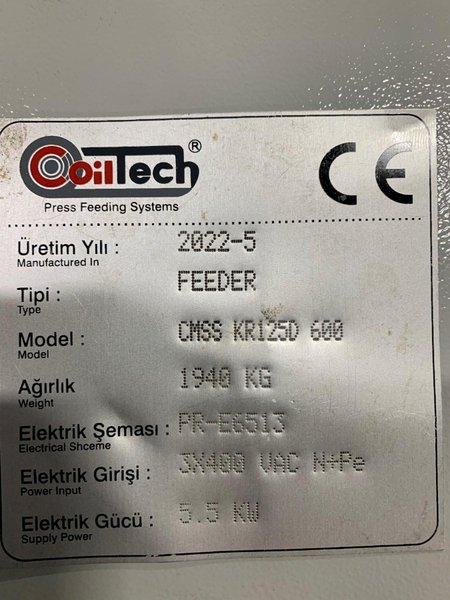 CoilTech®
CE
Press Feeding Systems
Üretim Yılı : 2022-5
Manufactured In
Tipi : FEEDER
Type
Model : CMSS KR125D 600
Model
Ağırlık 1940 KG
Weight
Elektrik Şeması : PR-E6513
Electrical Shceme
Elektrik Girişi : 3X400 VAC N+Pe
Power Input
Elektrik Gücü : 5.5 KW
Supply Power